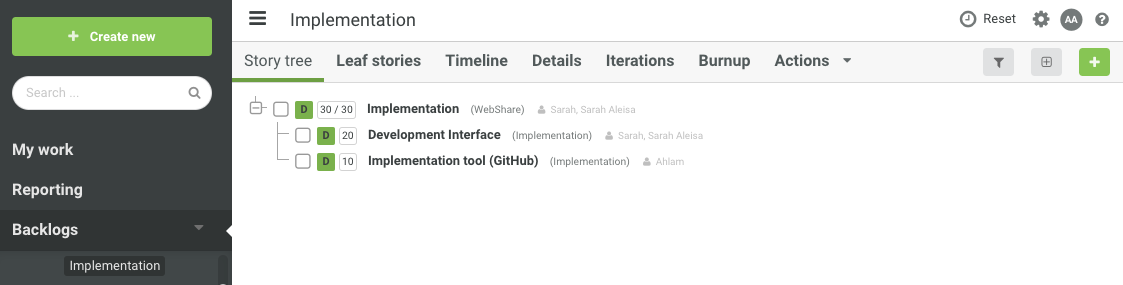 Create new
Search ...
My work
Reporting
Backlogs
Implementation
Implementation
Reset AA ?
Story tree Leaf stories Timeline Details Iterations Burnup Actions
D 30 / 30 Implementation (WebShare) Sarah, Sarah Aleisa
D 20 Development Interface (Implementation) Sarah, Sarah Aleisa
D 10 Implementation tool (GitHub) (Implementation) Ahlam